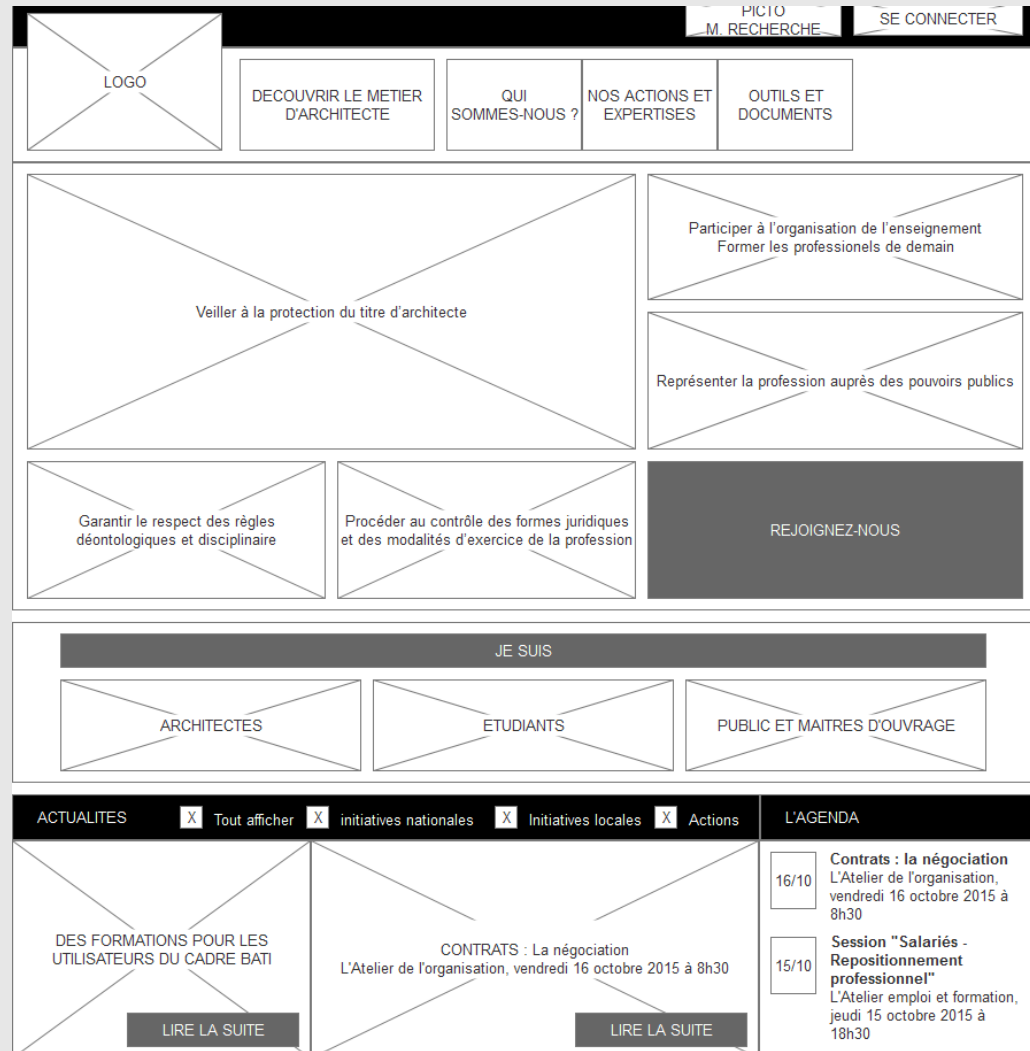 PICTO
M. RECHERCHE
SE CONNECTER
LOGO
DECOUVRIR LE METIER
D'ARCHITECTE
QUI
SOMMES-NOUS ?
NOS ACTIONS ET
EXPERTISES
OUTILS ET
DOCUMENTS
Veiller à la protection du titre d'architecte
Participer à l'organisation de l'enseignement
Former les professionels de demain
Représenter la profession auprès des pouvoirs publics
Garantir le respect des règles
déontologiques et disciplinaire
Procéder au contrôle des formes juridiques
et des modalités d'exercice de la profession
REJOIGNEZ-NOUS
JE SUIS
ARCHITECTES
ETUDIANTS
PUBLIC ET MAITRES D'OUVRAGE
ACTUALITES
X Tout afficher
X initiatives nationales
X Initiatives locales
X Actions
L'AGENDA
DES FORMATIONS POUR LES
UTILISATEURS DU CADRE BATI
LIRE LA SUITE
CONTRATS : La négociation
L'Atelier de l'organisation, vendredi 16 octobre 2015 à 8h30
LIRE LA SUITE
16/10
Contrats : la négociation
L'Atelier de l'organisation,
vendredi 16 octobre 2015 à
8h30
15/10
Session "Salariés -
Repositionnement
professionnel"
L'Atelier emploi et formation,
jeudi 15 octobre 2015 à
18h30